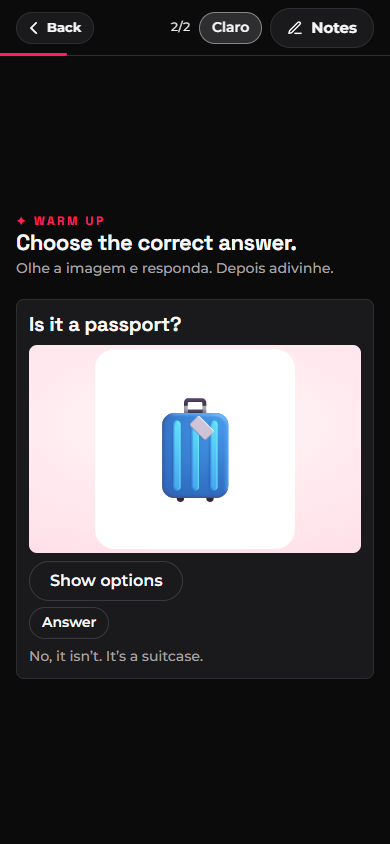 Back
2/2
Claro
Notes
✦ WARM UP
Choose the correct answer.
Olhe a imagem e responda. Depois adivinhe.
Is it a passport?
Show options
Answer
No, it isn’t. It’s a suitcase.